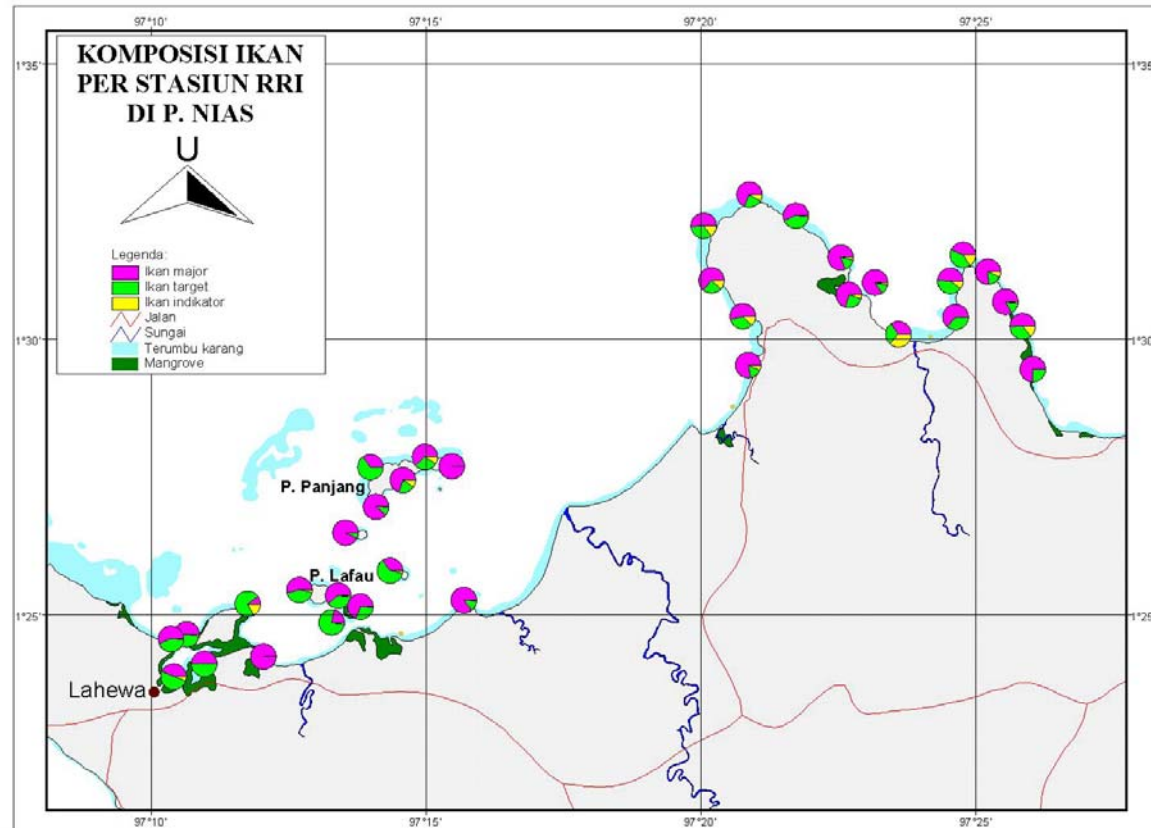 97°10'
97°15'
97°20'
97°25'
KOMPOSISI IKAN
PER STASIUN RRI
DI P. NIAS
U
Legenda:
Ikan major
Ikan target
Ikan indikator
Jalan
Sungai
Terumbu karang
Mangrove
1°35'
1°35'
1°30'
1°30'
P. Panjang
P. Lafau
1°25'
1°25'
Lahewa
97°10'
97°15'
97°20'
97°25'